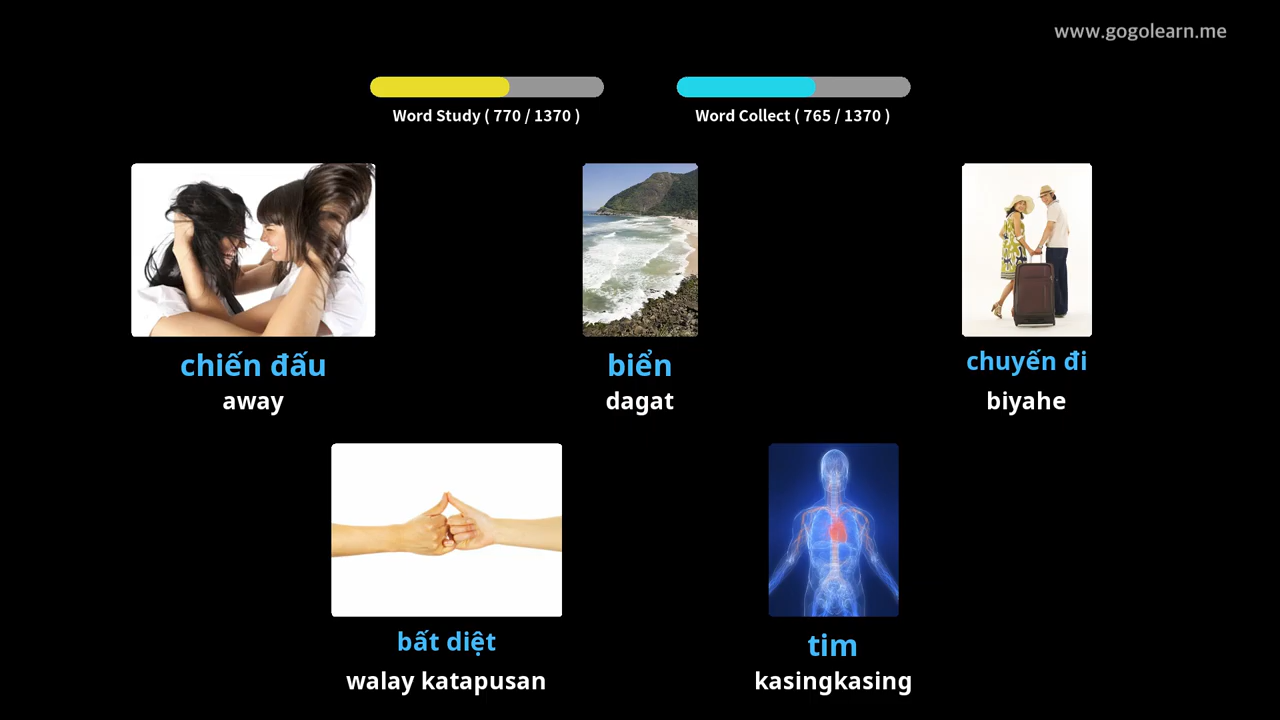 www.gogolearn.me
Word Study ( 770 / 1370 )
Word Collect ( 765 / 1370 )
chiến đấu
away
biển
dagat
chuyến đi
biyahe
bất diệt
walay katapusan
tim
kasingkasing